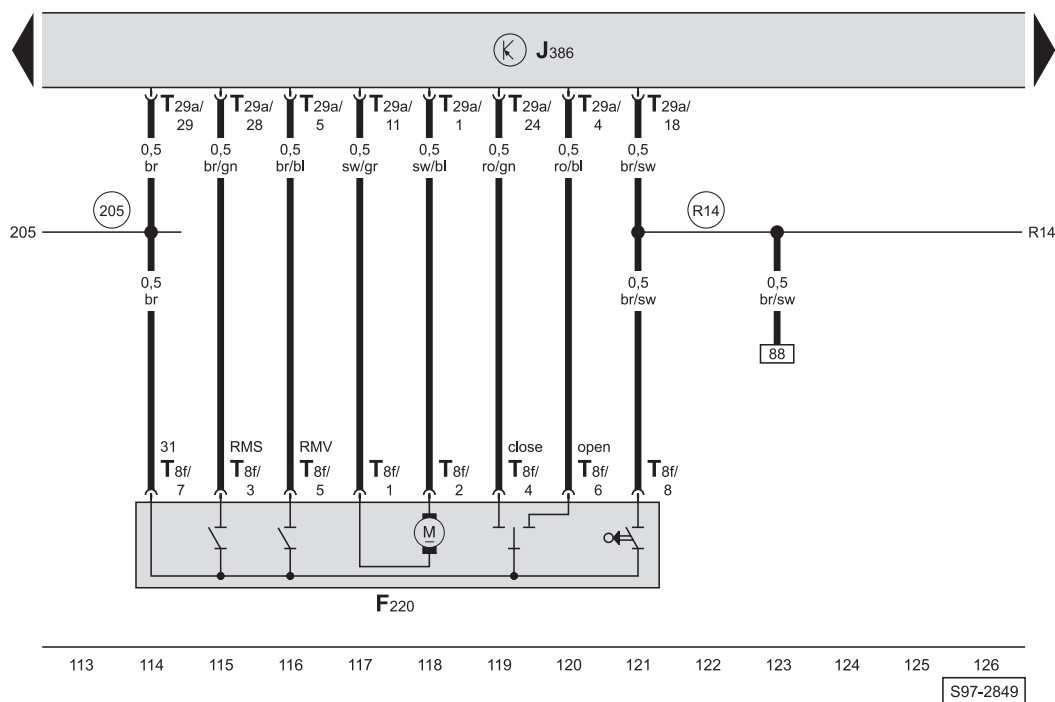 J386
T29a/ T29a/ T29a/ T29a/ T29a/ T29a/ T29a/ T29a/
29 28 5 11 1 24 4 18
0,5 0,5 0,5 0,5 0,5 0,5 0,5 0,5
br br/gn br/bl sw/gr sw/bl ro/gn ro/bl br/sw
205 R14
205 R14
0,5 0,5 0,5
br br/sw br/sw
88
31 RMS RMV close open
T8f/ T8f/ T8f/ T8f/ T8f/ T8f/ T8f/ T8f/
7 3 5 1 2 4 6 8
M
F220
113 114 115 116 117 118 119 120 121 122 123 124 125 126
S97-2849